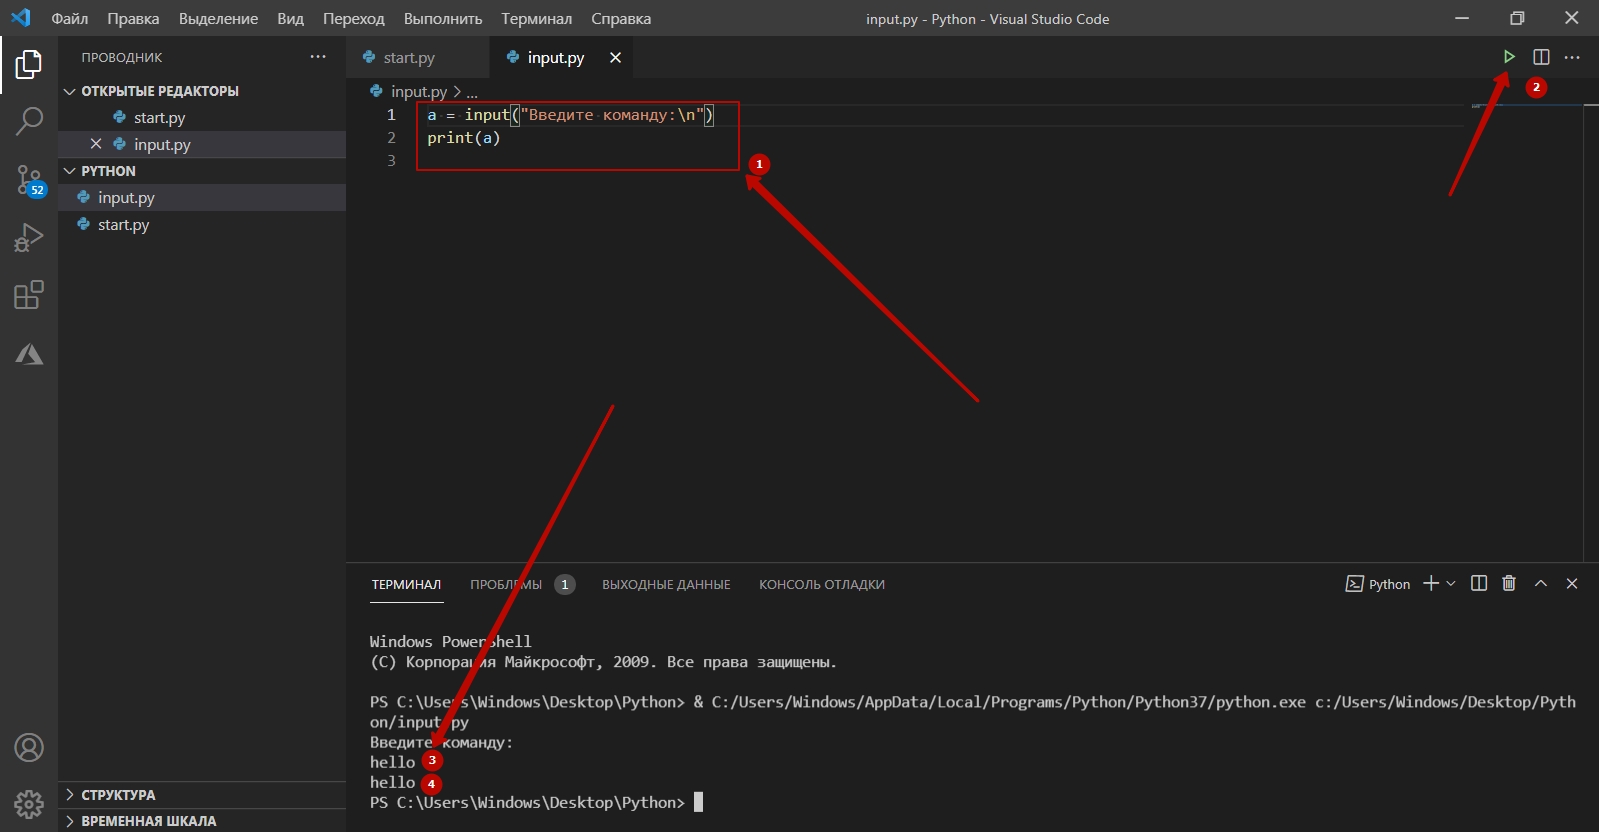 Файл Правка Выделение Вид Переход Выполнить Терминал Справка
input.py - Python - Visual Studio Code
ПРОВОДНИК
ОТКРЫТЫЕ РЕДАКТОРЫ
start.py
input.py
PYTHON
input.py
start.py
52
СТРУКТУРА
ВРЕМЕННАЯ ШКАЛА
start.py
input.py
input.py > ...
1 a = input("Введите команду:\n")
2 print(a)
3
1
2
ТЕРМИНАЛ ПРОБЛЕМЫ 1 ВЫХОДНЫЕ ДАННЫЕ КОНСОЛЬ ОТЛАДКИ
Python
Windows PowerShell
(C) Корпорация Майкрософт, 2009. Все права защищены.
PS C:\Users\Windows\Desktop\Python> & C:/Users/Windows/AppData/Local/Programs/Python/Python37/python.exe c:/Users/Windows/Desktop/Pyth
on/input.py
Введите команду:
hello 3
hello 4
PS C:\Users\Windows\Desktop\Python>